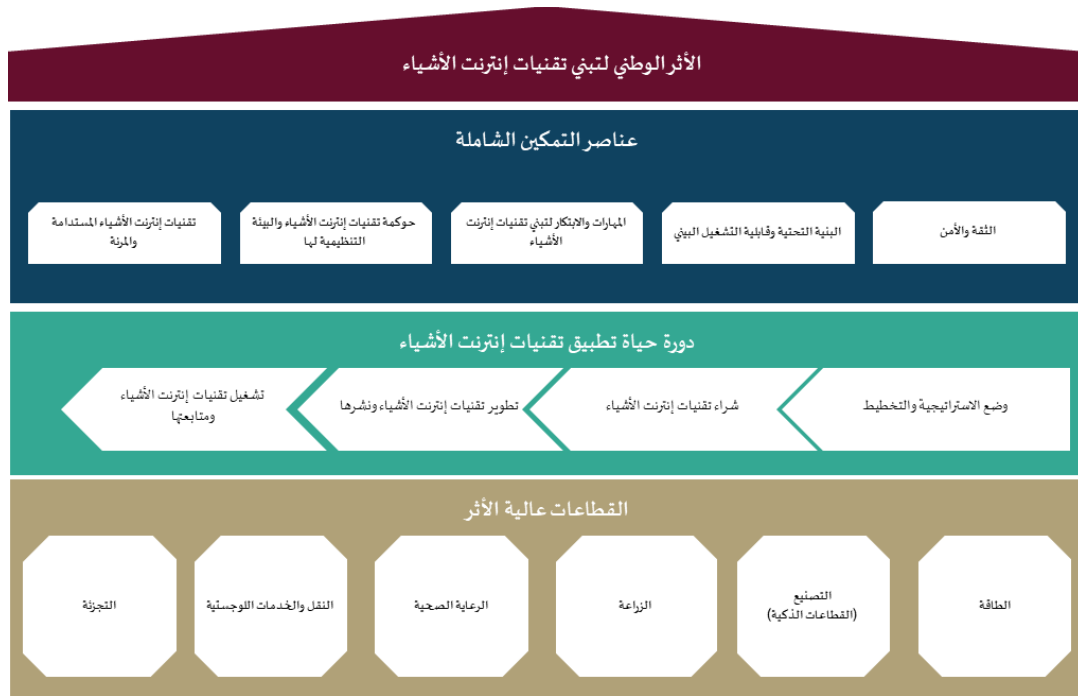 الأثر الوطني لتبني تقنيات إنترنت الأشياء
عناصر التمكين الشاملة
الثقة والأمن
البنية التحتية وقابلية التشغيل البيني
المهارات والابتكار لتبني تقنيات إنترنت
الأشياء
حوكمة تقنيات إنترنت الأشياء والبيئة
التنظيمية لها
تقنيات إنترنت الأشياء المستدامة
والمرنة
دورة حياة تطبيق تقنيات إنترنت الأشياء
وضع الاستراتيجية والتخطيط
شراء تقنيات إنترنت الأشياء
تطوير تقنيات إنترنت الأشياء ونشرها
تشغيل تقنيات إنترنت الأشياء
ومتابعتها
القطاعات عالية الأثر
الطاقة
التصنيع
(القطاعات الذكية)
الزراعة
الرعاية الصحية
النقل والخدمات اللوجستية
التجزئة